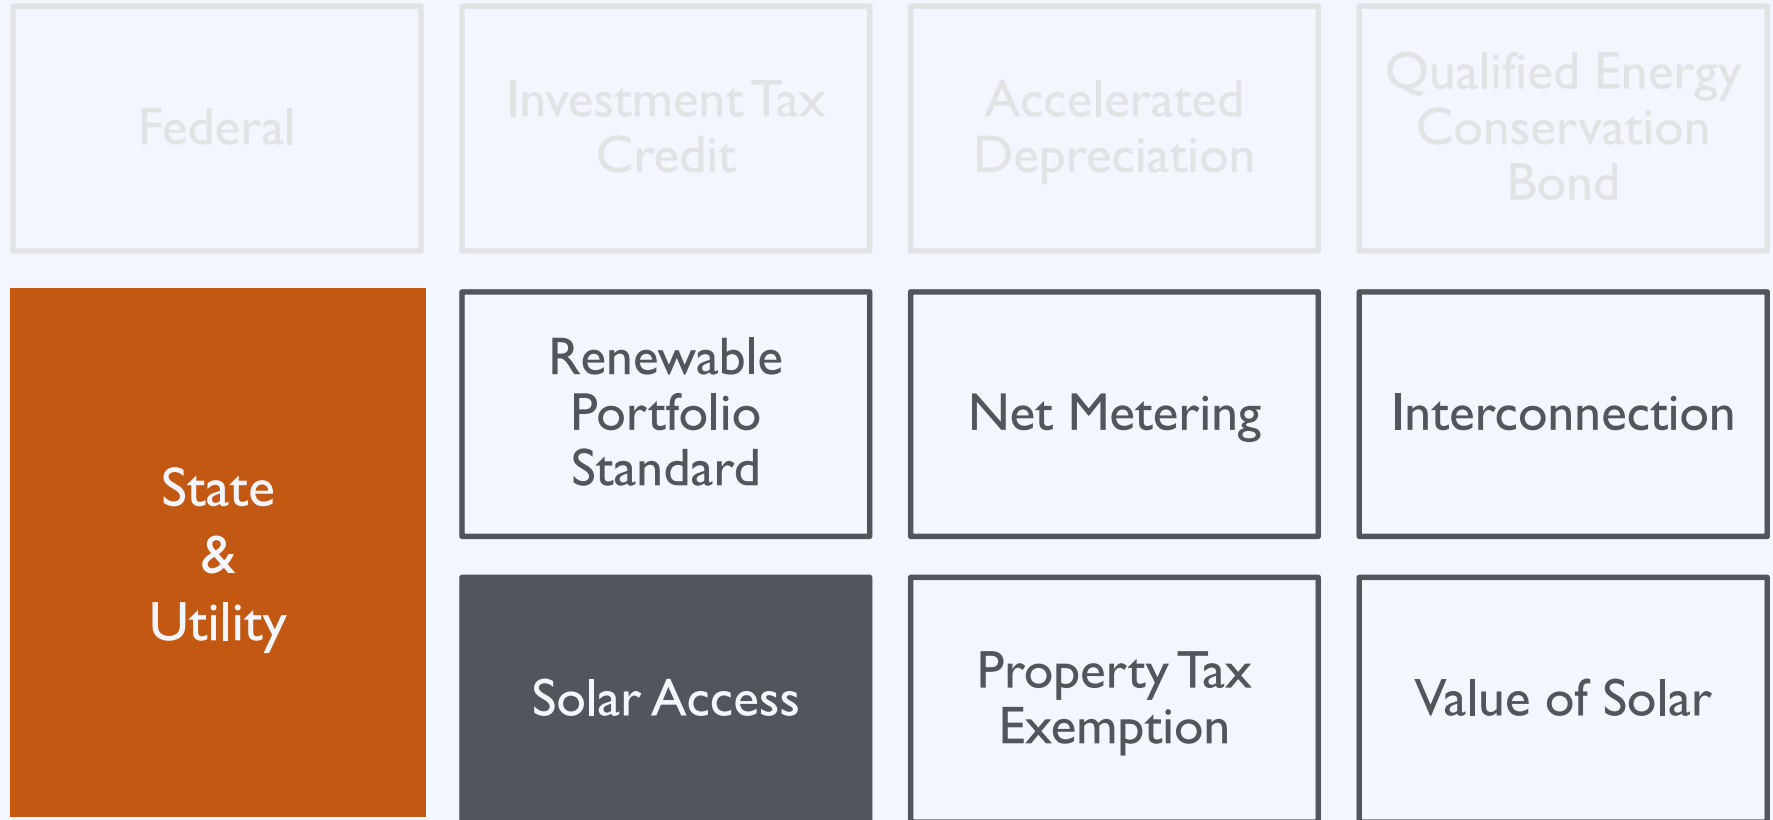 Federal
Investment Tax
Credit
Accelerated
Depreciation
Qualified Energy
Conservation
Bond
State
&
Utility
Renewable
Portfolio
Standard
Net Metering
Interconnection
Solar Access
Property Tax
Exemption
Value of Solar